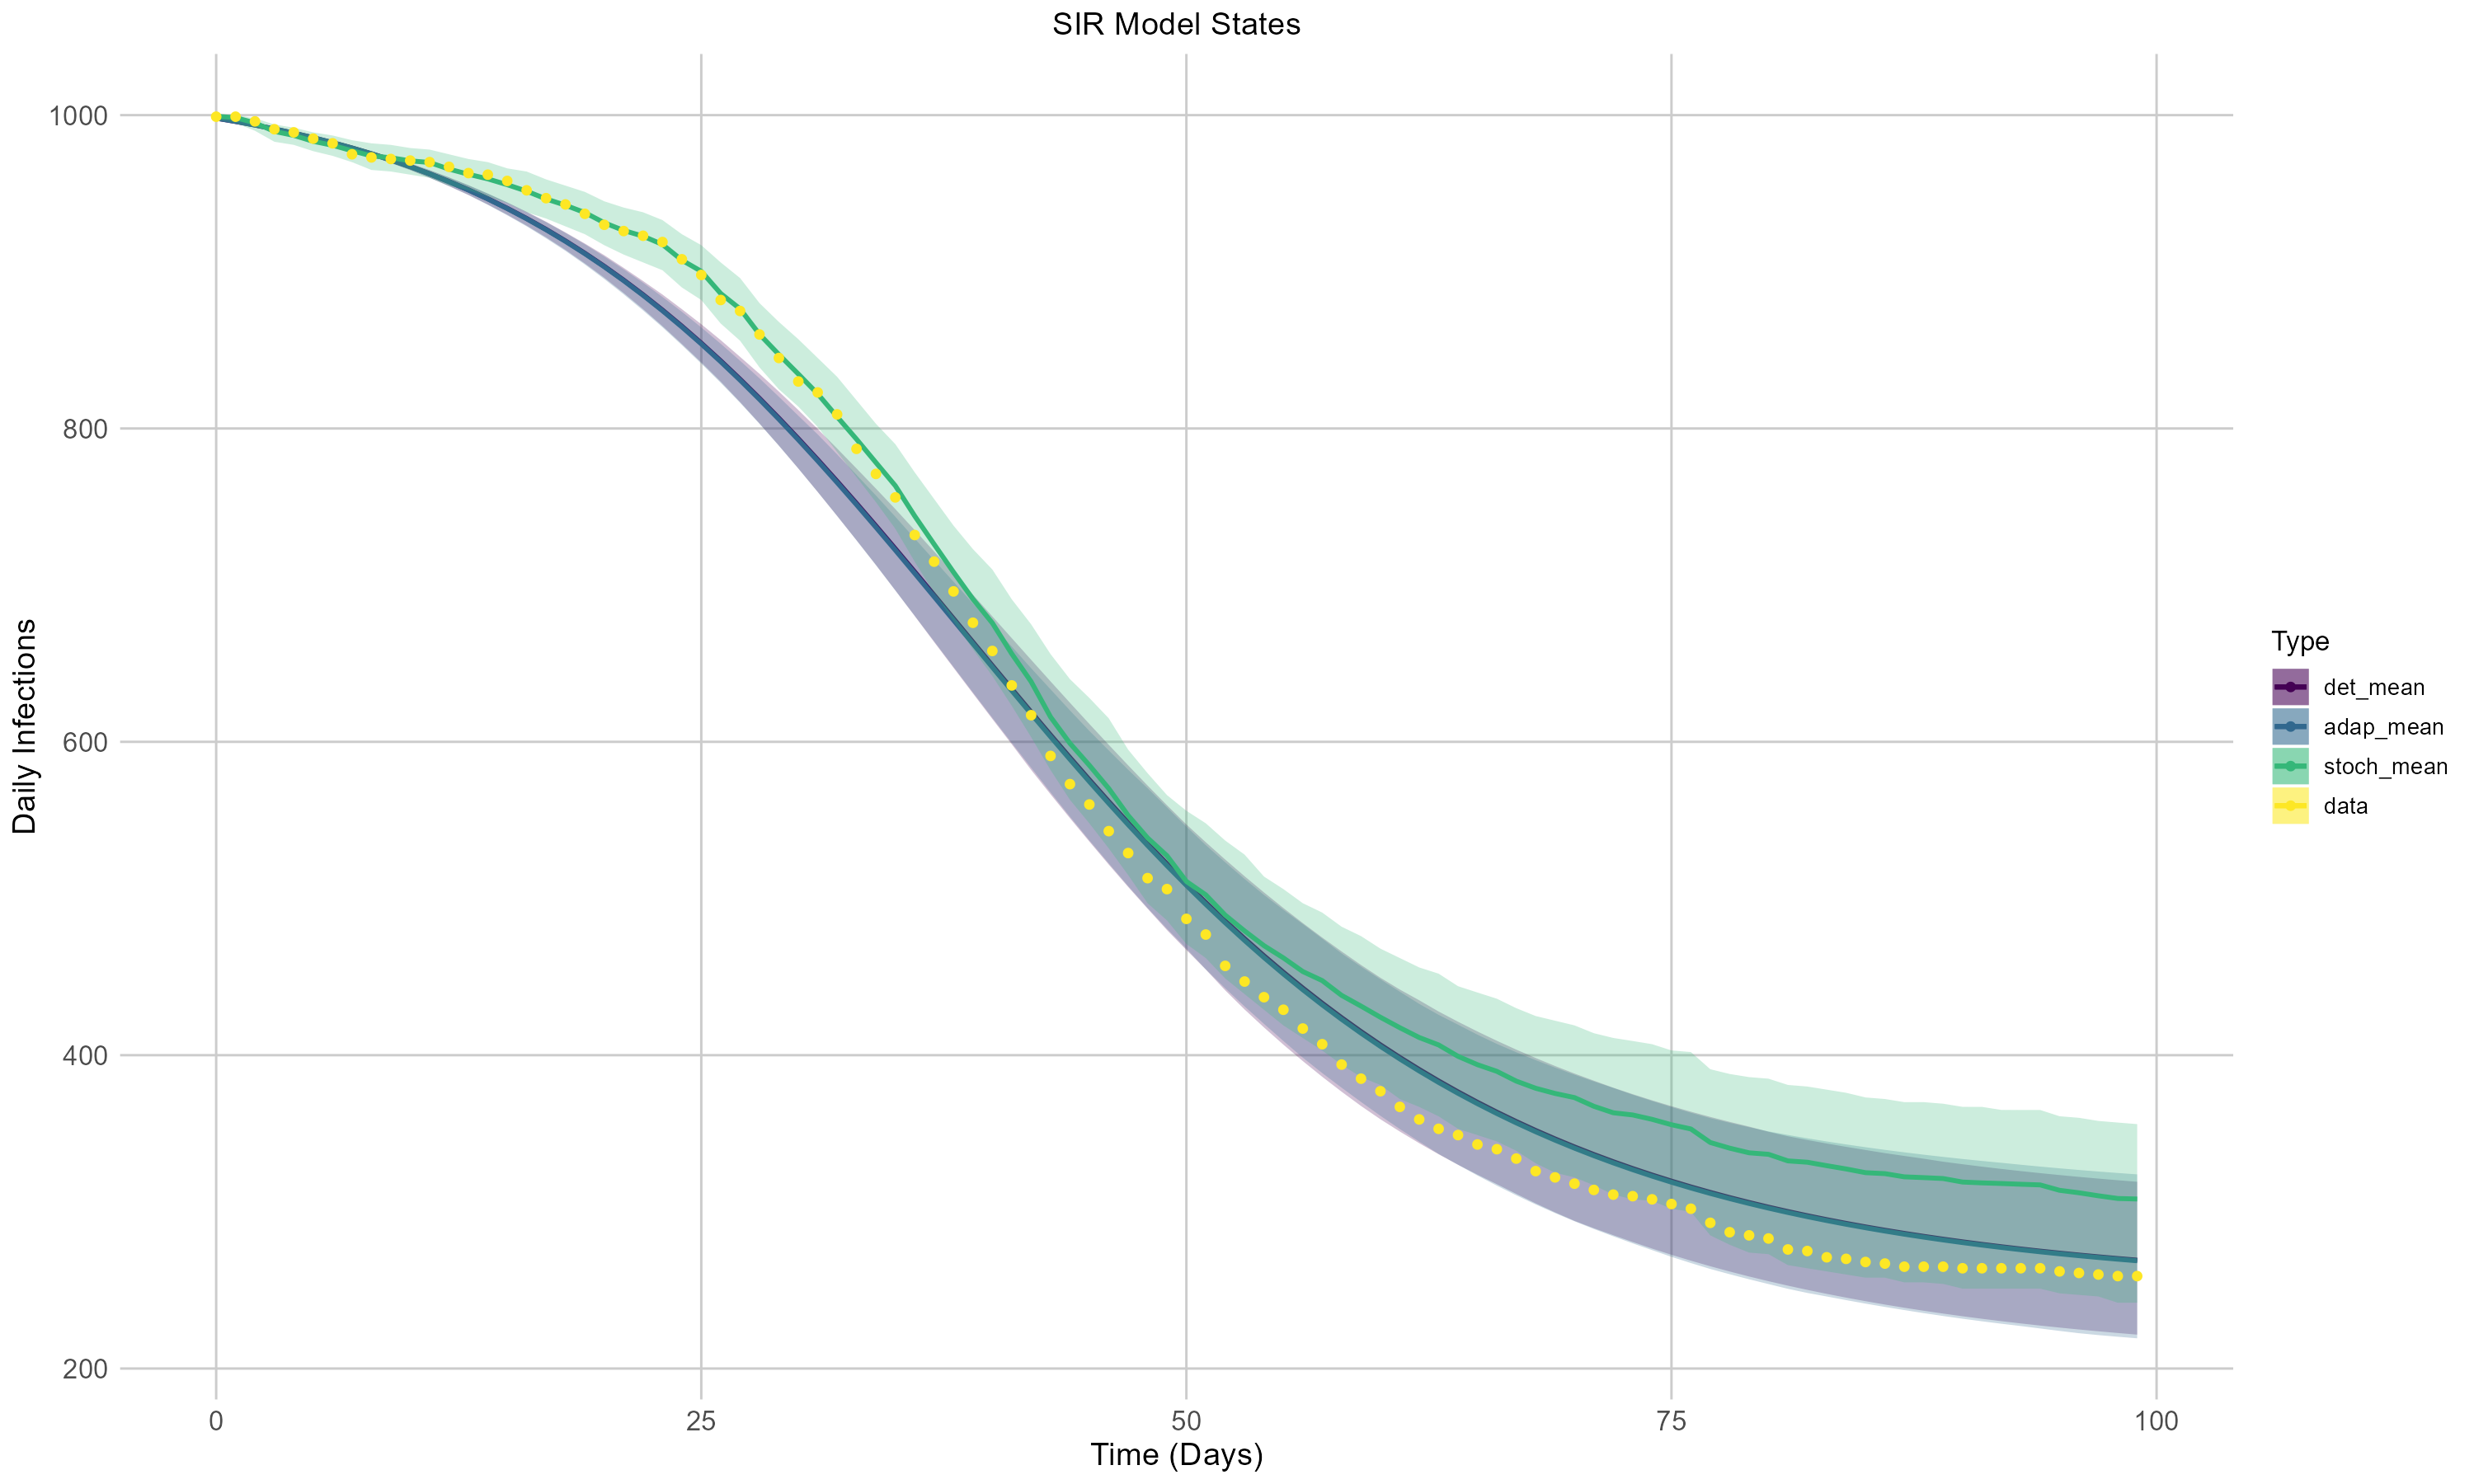 SIR Model States
Daily Infections
1000
800
600
400
200
0 25 50 75 100
Time (Days)
Type
det_mean
adap_mean
stoch_mean
data